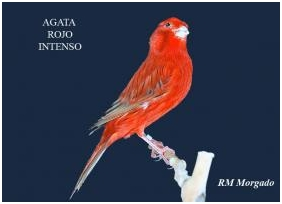 AGATA
ROJO
INTENSO
RM Morgado